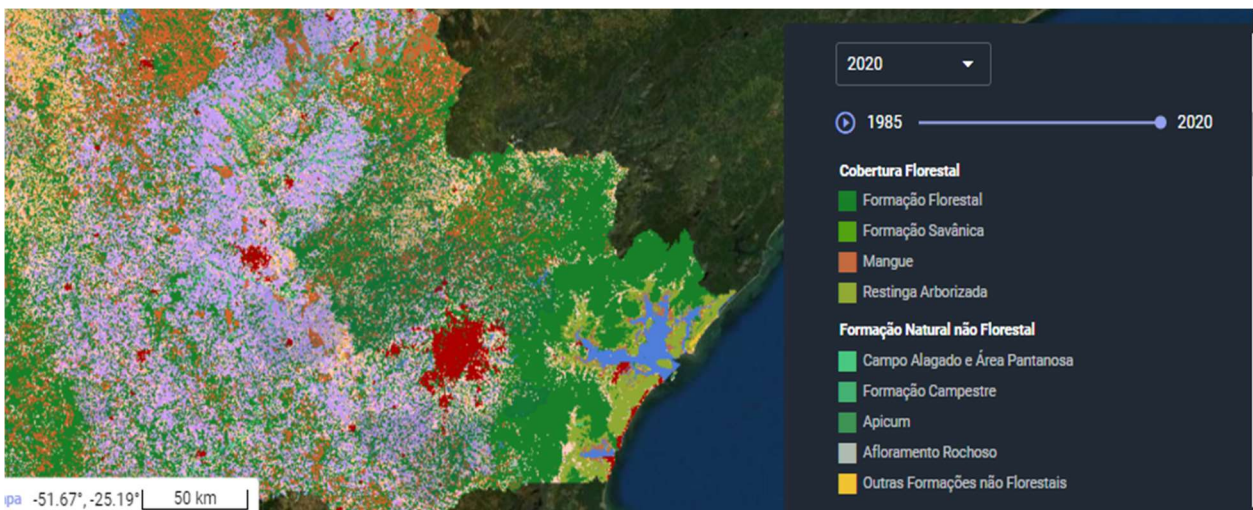 2020
1985 2020
Cobertura Florestal
Formação Florestal
Formação Savânica
Mangue
Restinga Arborizada
Formação Natural não Florestal
Campo Alagado e Área Pantanosa
Formação Campestre
Apicum
Afloramento Rochoso
Outras Formações não Florestais
apa -51.67°, -25.19° 50 km